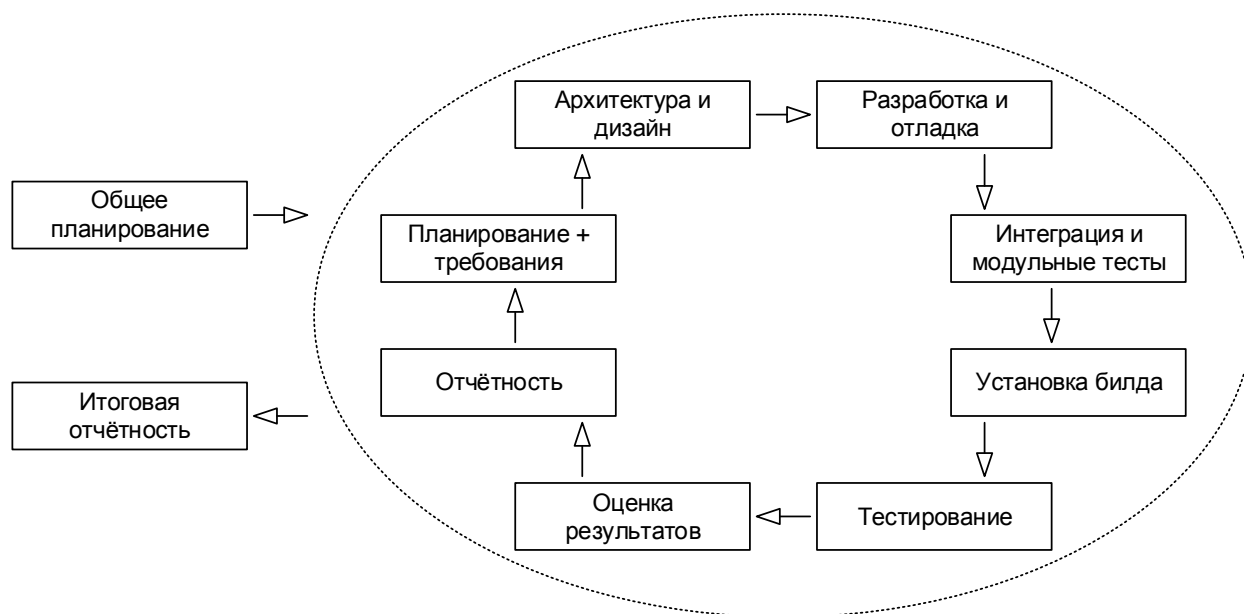 Архитектура и
дизайн
Разработка и
отладка
Общее
планирование
Планирование +
требования
Интеграция и
модульные тесты
Отчётность
Установка билда
Итоговая
отчётность
Оценка
результатов
Тестирование